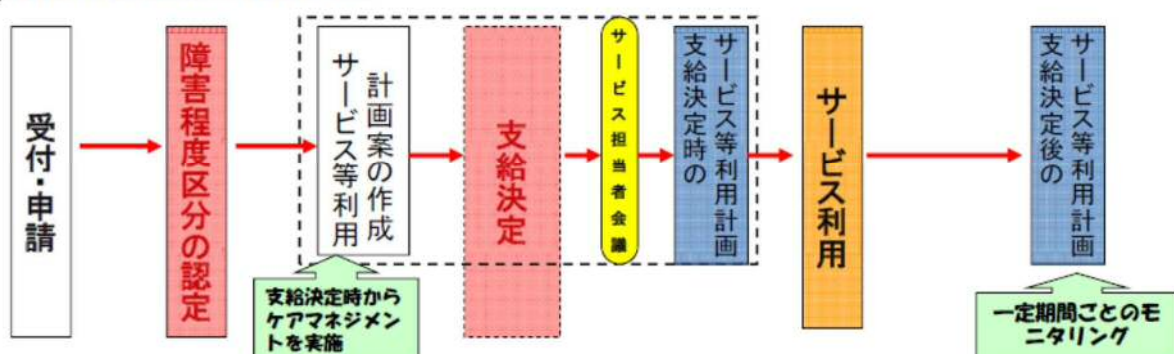 受付・申請
障害程度区分の認定
サービス等利用
計画案の作成
支給決定時から
ケアマネジメン
トを実施
支給決定
サービス担当者会議
支給決定時の
サービス等利用計画
サービス利用
支給決定後の
サービス等利用計画
一定期間ごとのモ
ニタリング